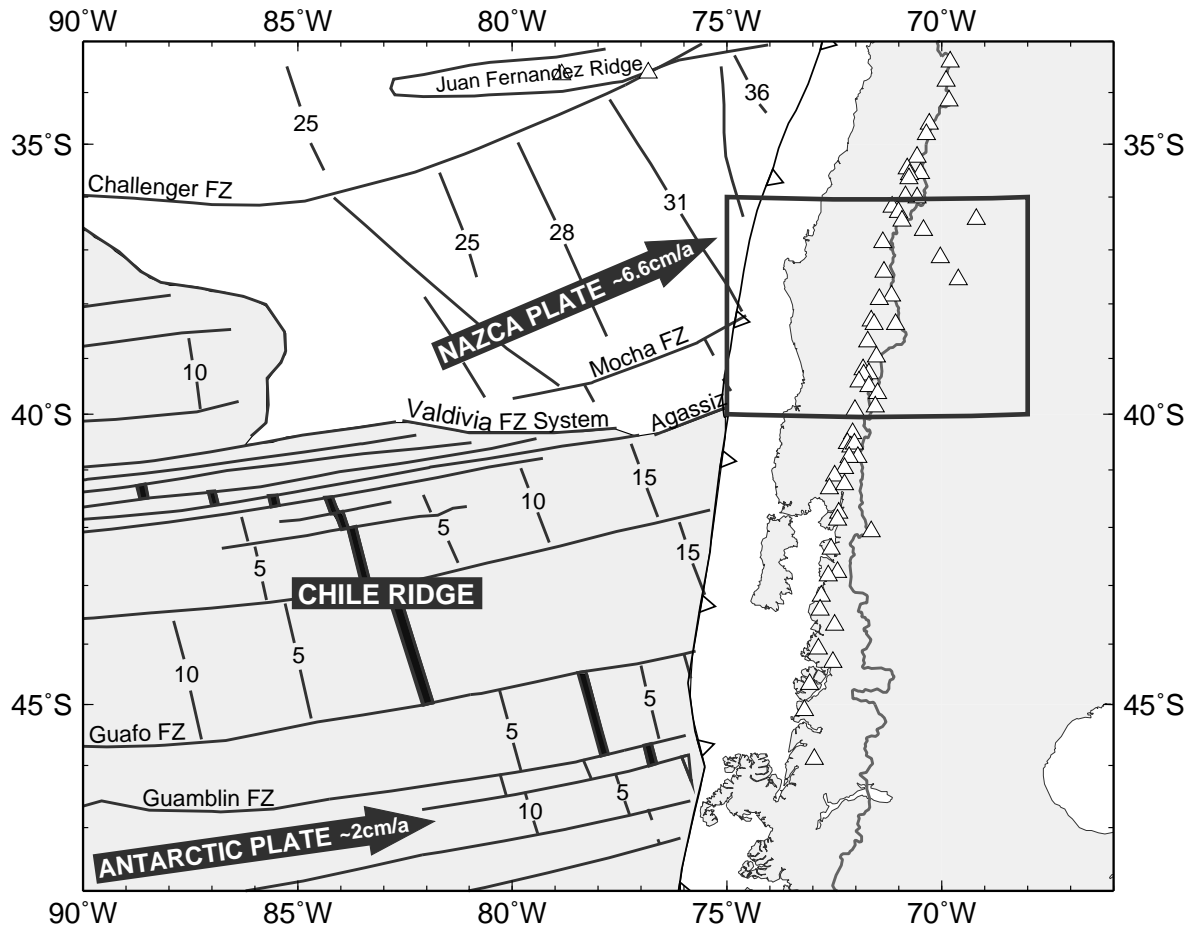 90˚W 85˚W 80˚W 75˚W 70˚W
Juan Fernandez Ridge
36
25
35˚S 35˚S
Challenger FZ
31
28
25
NAZCA PLATE ~6.6cm/a
Mocha FZ
10
40˚S 40˚S
Valdivia FZ System
Agassiz
15
10
5
15
5
CHILE RIDGE
5
10
5
45˚S 45˚S
5
Guafo FZ
Guamblin FZ
5
10
ANTARCTIC PLATE ~2cm/a
90˚W 85˚W 80˚W 75˚W 70˚W